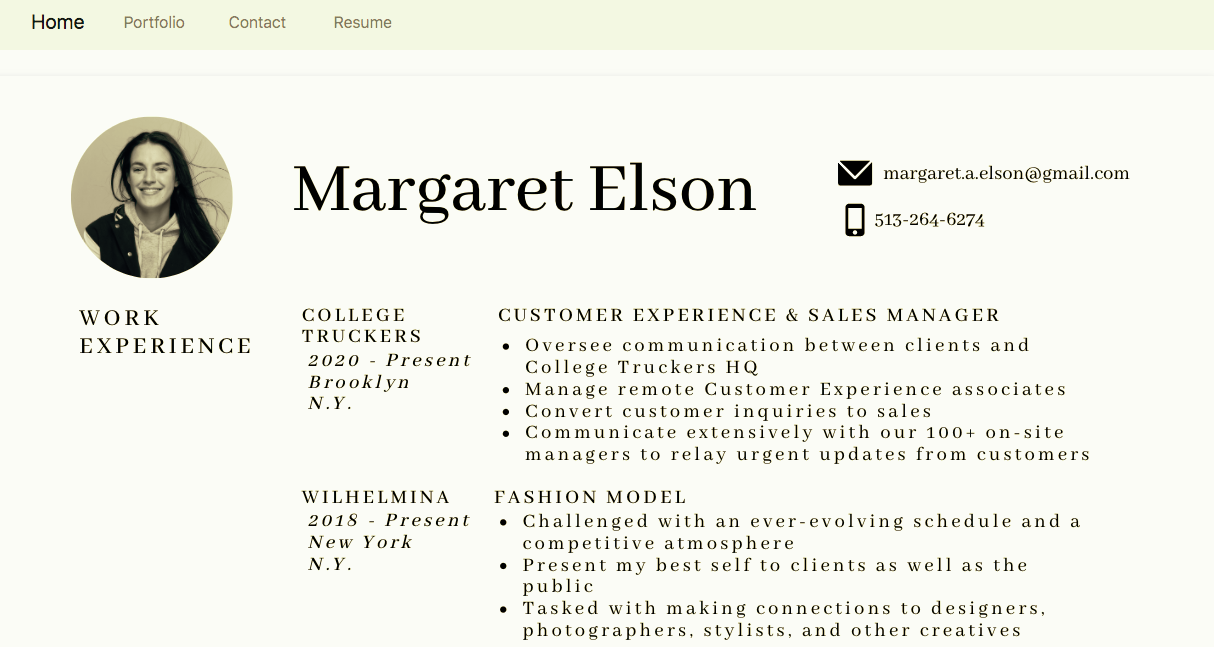 Home Portfolio Contact Resume
Margaret Elson
margaret.a.elson@gmail.com
513-264-6274
WORK
EXPERIENCE
COLLEGE
TRUCKERS
2020 - Present
Brooklyn
N.Y.
CUSTOMER EXPERIENCE & SALES MANAGER
• Oversee communication between clients and
College Truckers HQ
• Manage remote Customer Experience associates
• Convert customer inquiries to sales
• Communicate extensively with our 100+ on-site
managers to relay urgent updates from customers
WILHELMINA
2018 - Present
New York
N.Y.
FASHION MODEL
• Challenged with an ever-evolving schedule and a
competitive atmosphere
• Present my best self to clients as well as the
public
• Tasked with making connections to designers,
photographers, stylists, and other creatives